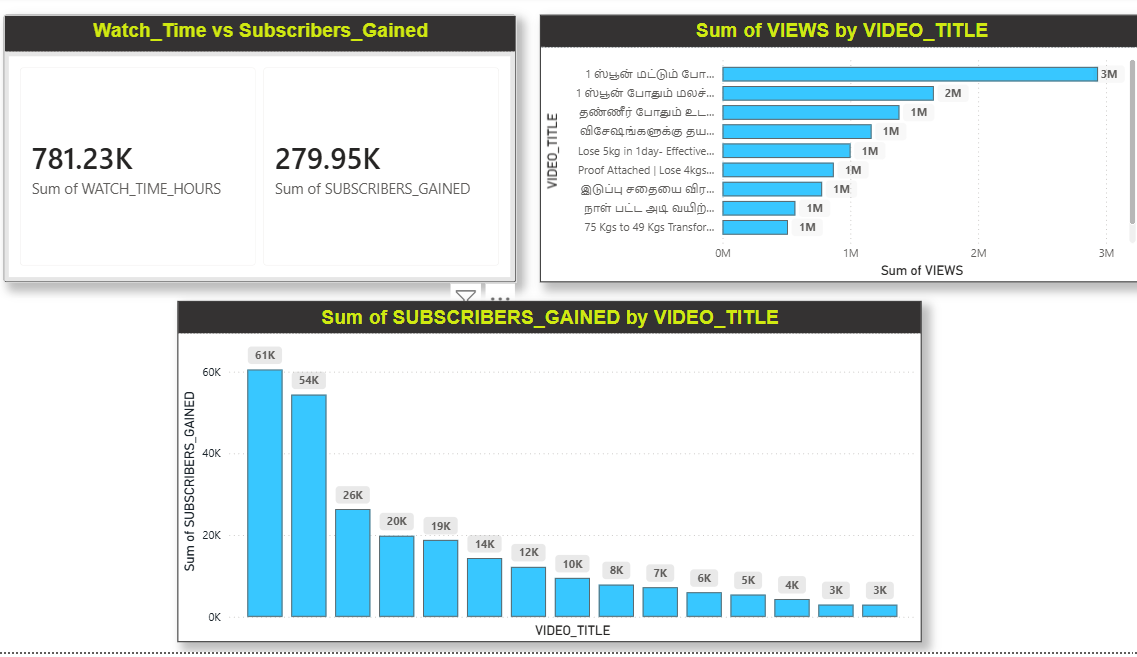 Watch_Time vs Subscribers_Gained
781.23K
Sum of WATCH_TIME_HOURS
279.95K
Sum of SUBSCRIBERS_GAINED
Sum of VIEWS by VIDEO_TITLE
VIDEO_TITLE
1 ஸ்பூன் மட்டும் போ... 3M
1 ஸ்பூன் போதும் மலச்... 2M
தண்ணீர் போதும் உட... 1M
விசேஷங்களுக்கு தய... 1M
Lose 5kg in 1day- Effective... 1M
Proof Attached | Lose 4kgs... 1M
இடுப்பு சதையை விர... 1M
நாள் பட்ட அடி வயிற்... 1M
75 Kgs to 49 Kgs Transfor... 1M
0M 1M 2M 3M
Sum of VIEWS
Sum of SUBSCRIBERS_GAINED by VIDEO_TITLE
Sum of SUBSCRIBERS_GAINED
60K
40K
20K
0K
61K 54K 26K 20K 19K 14K 12K 10K 8K 7K 6K 5K 4K 3K 3K
VIDEO_TITLE